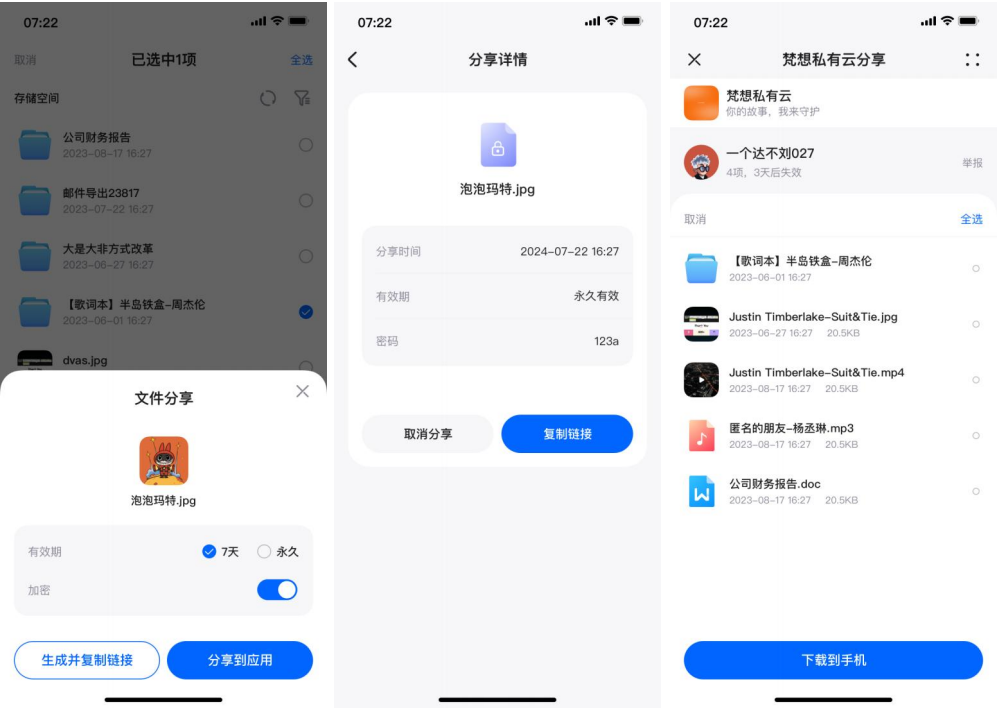 07:22
取消
已选中1项
全选
存储空间
公司财务报告
2023-08-17 16:27
邮件导出23817
2023-07-22 16:27
大是大非方式改革
2023-06-27 16:27
【歌词本】半岛铁盒-周杰伦
2023-06-01 16:27
dvas.jpg
文件分享
泡泡玛特.jpg
有效期
7天
永久
加密
生成并复制链接
分享到应用
07:22
分享详情
泡泡玛特.jpg
分享时间
2024-07-22 16:27
有效期
永久有效
密码
123a
取消分享
复制链接
07:22
梵想私有云分享
梵想私有云
你的故事，我来守护
一个达不刘027
4项，3天后失效
举报
取消
全选
【歌词本】半岛铁盒-周杰伦
2023-06-01 16:27
Justin Timberlake-Suit&Tie.jpg
2023-06-27 16:27 20.5KB
Justin Timberlake-Suit&Tie.mp4
2023-08-17 16:27 20.5KB
匿名的朋友-杨丞琳.mp3
2023-08-17 16:27 20.5KB
公司财务报告.doc
2023-08-17 16:27 20.5KB
下载到手机